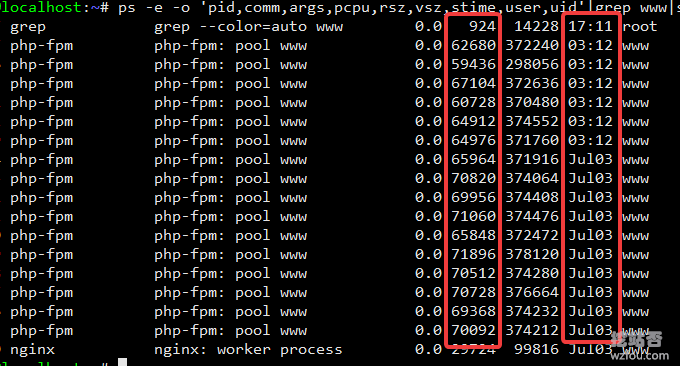 @localhost:~# ps -e -o 'pid,comm,args,pcpu,rsz,vsz,stime,user,uid'|grep www|s
grep grep --color=auto www 0.0 924 14228 17:11 root
php-fpm php-fpm: pool www 0.0 62680 372240 03:12 www
php-fpm php-fpm: pool www 0.0 59436 298056 03:12 www
php-fpm php-fpm: pool www 0.0 67104 372636 03:12 www
php-fpm php-fpm: pool www 0.0 60728 370480 03:12 www
php-fpm php-fpm: pool www 0.0 64912 374552 03:12 www
php-fpm php-fpm: pool www 0.0 64976 371760 03:12 www
php-fpm php-fpm: pool www 0.0 65964 371916 Jul03 www
php-fpm php-fpm: pool www 0.0 70820 374064 Jul03 www
php-fpm php-fpm: pool www 0.0 69956 374408 Jul03 www
php-fpm php-fpm: pool www 0.0 71060 374476 Jul03 www
php-fpm php-fpm: pool www 0.0 65848 372472 Jul03 www
php-fpm php-fpm: pool www 0.0 71896 378120 Jul03 www
php-fpm php-fpm: pool www 0.0 70512 374280 Jul03 www
php-fpm php-fpm: pool www 0.0 70728 376664 Jul03 www
php-fpm php-fpm: pool www 0.0 69368 374232 Jul03 www
php-fpm php-fpm: pool www 0.0 70092 374212 Jul03 www
nginx nginx: worker process 0.0 29724 99816 Jul03 www
localhost:~#
挖站否
wzfou.com